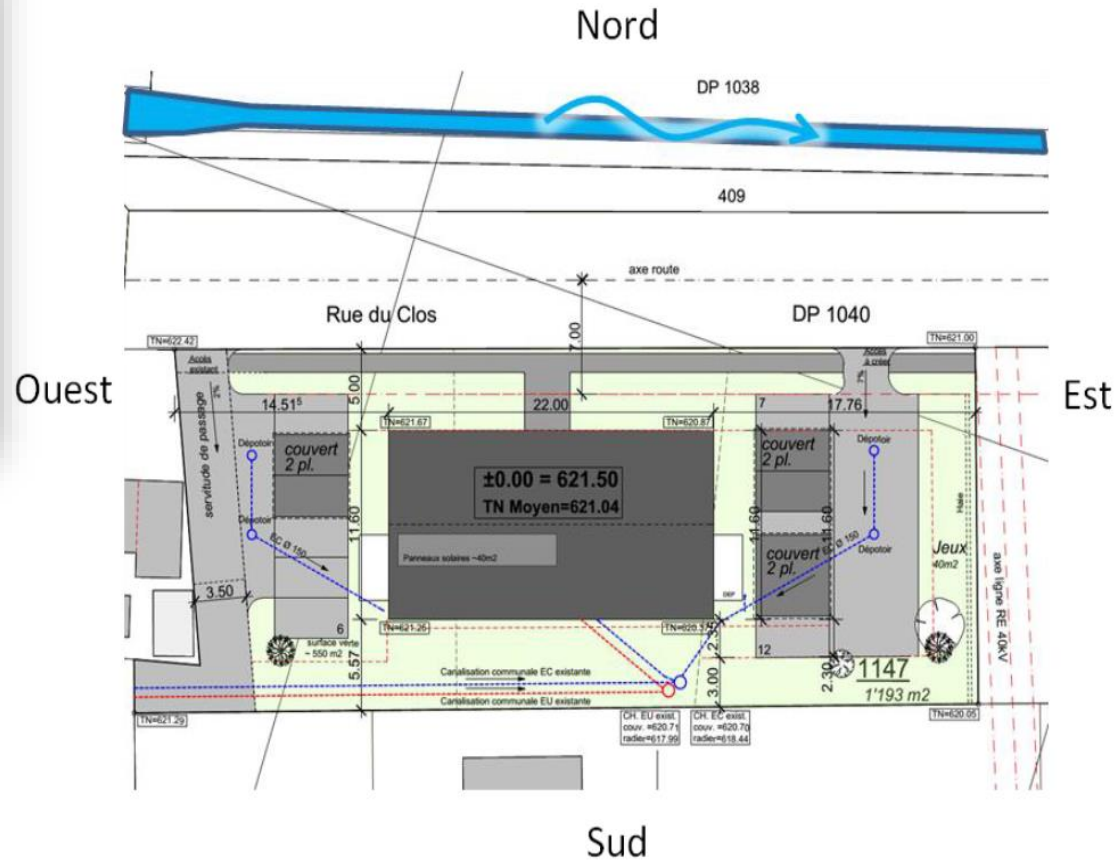 Nord
DP 1038
409
axe route
Rue du Clos
DP 1040
7.00
TN=622.42
TN=621.00
Ouest
Est
Accès
existant
2%
Accès
à créer
7%
5.00
14.51⁵
22.00
7
17.76
TN=621.67
TN=620.87
servitude de passage
Dépotoir
couvert
2 pl.
±0.00 = 621.50
TN Moyen=621.04
couvert
2 pl.
Dépotoir
Haie
11.60
11.60
11.60
Dépotoir
EC Ø 150
Panneaux solaires ~40m2
couvert
2 pl.
EC Ø 150
Dépotoir
Jeux
40m2
axe ligne RE 40kV
3.50
DEP
6
TN=621.26
surface verte
~ 550 m2
5.57
12
2.30
1147
1'193 m2
Canalisation communale EC existante
Canalisation communale EU existante
3.00
TN=621.29
TN=620.05
CH. EU exist.
couv. =620.71
radier=617.99
CH. EC exist.
couv. =620.70
radier=618.44
Sud